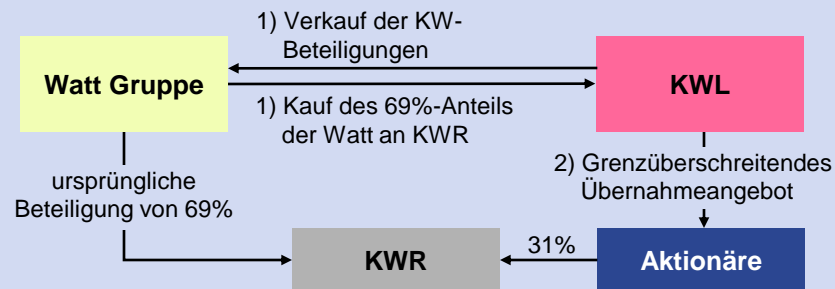 1) Verkauf der KW-
Beteiligungen
Watt Gruppe
KWL
1) Kauf des 69%-Anteils
der Watt an KWR
2) Grenzüberschreitendes
Übernahmeangebot
ursprüngliche
Beteiligung von 69%
KWR
31%
Aktionäre